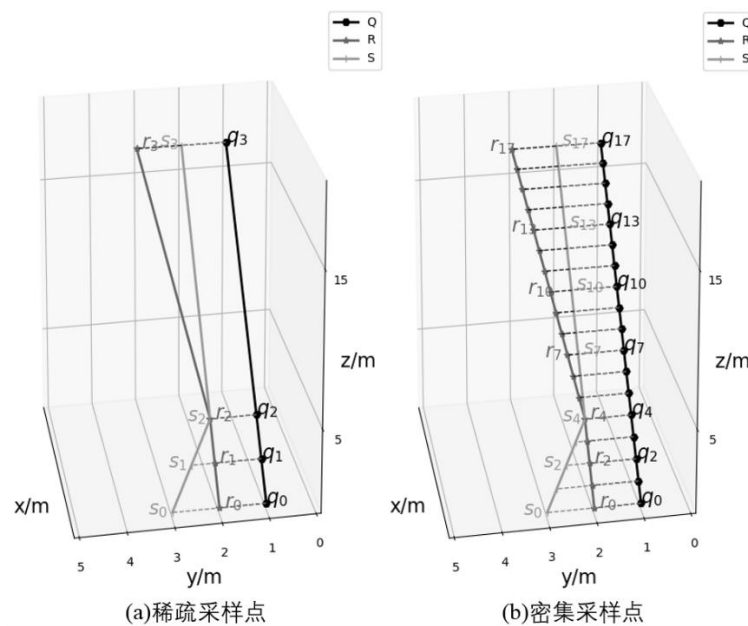 Q
R
S
Q
R
S
r3 s3 q3
r17 s17 q17
r13 s13 q13
15
15
r10 s10 q10
z/m
z/m
r7 s7 q7
s2 r2 q2
s4 r4 q4
5
5
s1 r1 q1
s2 r2 q2
x/m
x/m
s0 r0 q0
s0 r0 q0
5 4 3 2 1 0
5 4 3 2 1 0
y/m
y/m
(a)稀疏采样点
(b)密集采样点